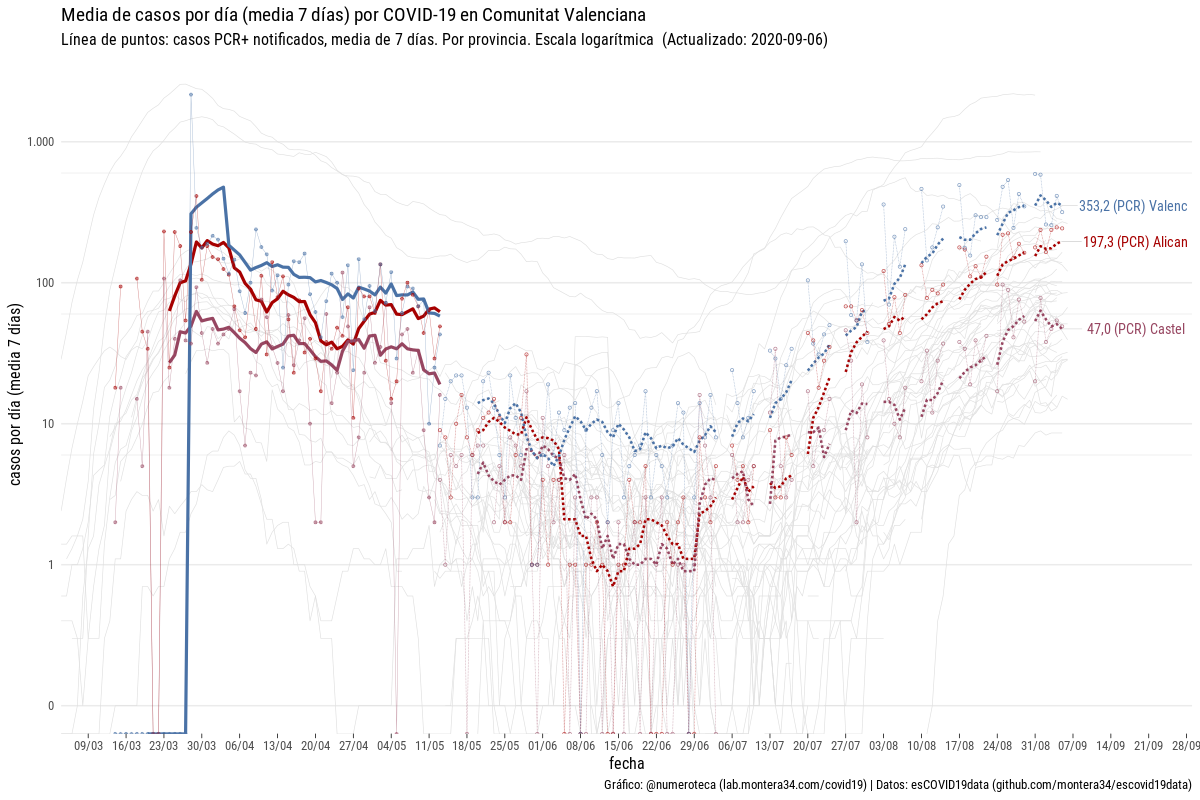 Media de casos por día (media 7 días) por COVID-19 en Comunitat Valenciana
Línea de puntos: casos PCR+ notificados, media de 7 días. Por provincia. Escala logarítmica (Actualizado: 2020-09-06)
casos por día (media 7 días)
1.000
100
10
1
0
353,2 (PCR) Valenc
197,3 (PCR) Alican
47,0 (PCR) Castel
09/03 16/03 23/03 30/03 06/04 13/04 20/04 27/04 04/05 11/05 18/05 25/05 01/06 08/06 15/06 22/06 29/06 06/07 13/07 20/07 27/07 03/08 10/08 17/08 24/08 31/08 07/09 14/09 21/09 28/09
fecha
Gráfico: @numeroteca (lab.montera34.com/covid19) | Datos: esCOVID19data (github.com/montera34/escovid19data)